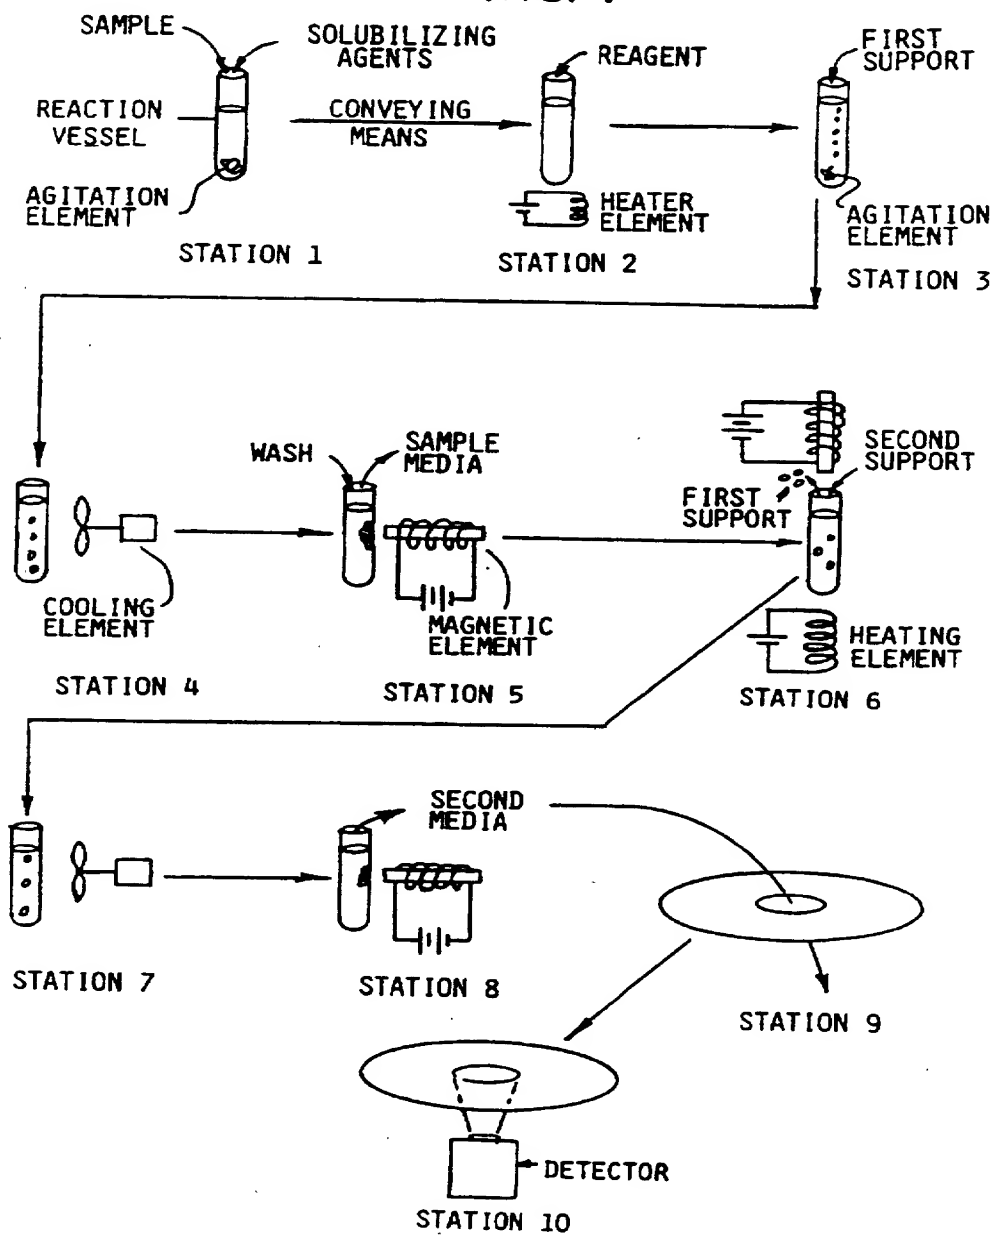 SAMPLE
SOLUBILIZING
AGENTS
REACTION
VESSEL
AGITATION
ELEMENT
STATION 1
CONVEYING
MEANS
REAGENT
HEATER
ELEMENT
STATION 2
FIRST
SUPPORT
AGITATION
ELEMENT
STATION 3
COOLING
ELEMENT
STATION 4
WASH
SAMPLE
MEDIA
MAGNETIC
ELEMENT
STATION 5
FIRST
SUPPORT
SECOND
SUPPORT
HEATING
ELEMENT
STATION 6
STATION 7
SECOND
MEDIA
STATION 8
STATION 9
DETECTOR
STATION 10